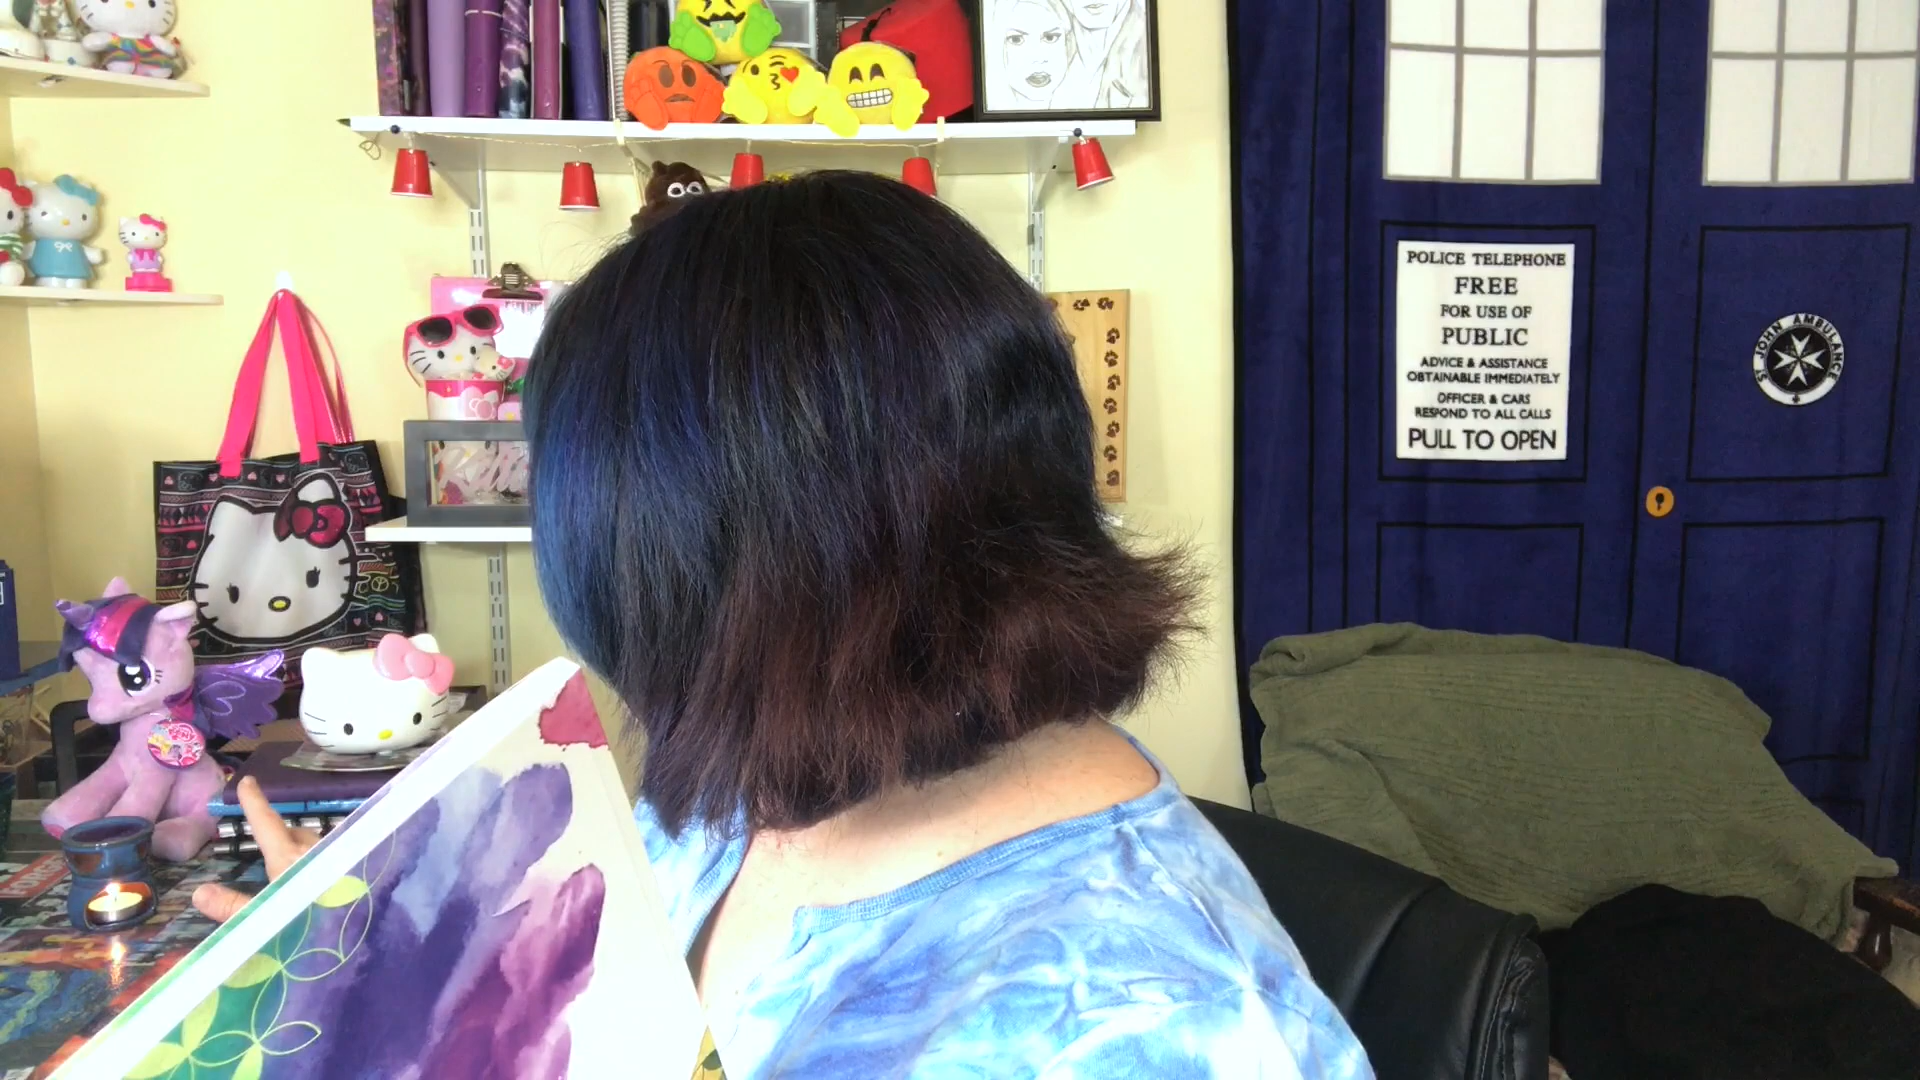 POLICE TELEPHONE
FREE
FOR USE OF
PUBLIC
ADVICE & ASSISTANCE
OBTAINABLE IMMEDIATELY
OFFICER & CARS
RESPOND TO ALL CALLS
PULL TO OPEN
ST JOHN AMBULANCE